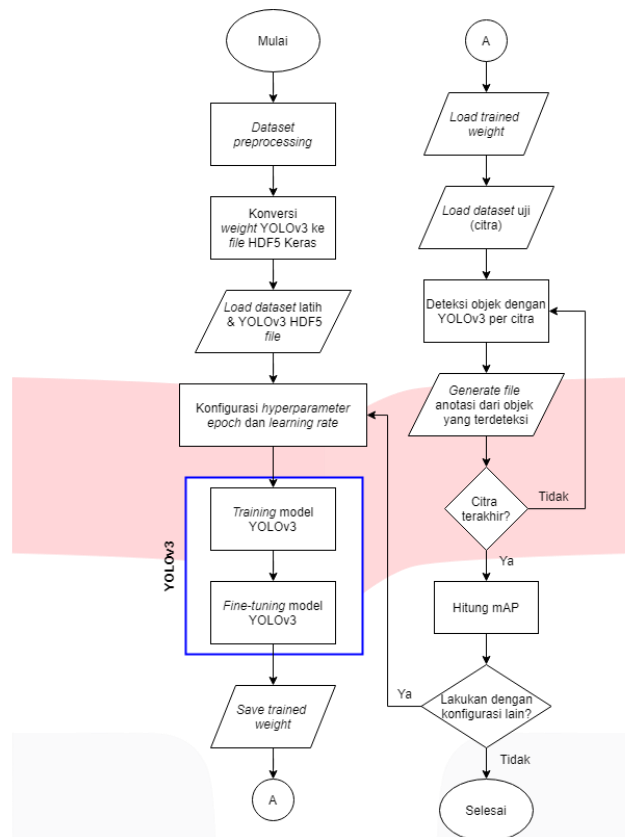 Mulai
Dataset
preprocessing
Konversi
weight YOLOv3 ke
file HDF5 Keras
Load dataset latih
& YOLOv3 HDF5
file
Konfigurasi hyperparameter
epoch dan learning rate
YOLOv3
Training model
YOLOv3
Fine-tuning model
YOLOv3
Save trained
weight
A
A
Load trained
weight
Load dataset uji
(citra)
Deteksi objek dengan
YOLOv3 per citra
Generate file
anotasi dari objek
yang terdeteksi
Citra
terakhir?
Tidak
Ya
Hitung mAP
Lakukan dengan
konfigurasi lain?
Ya
Tidak
Selesai